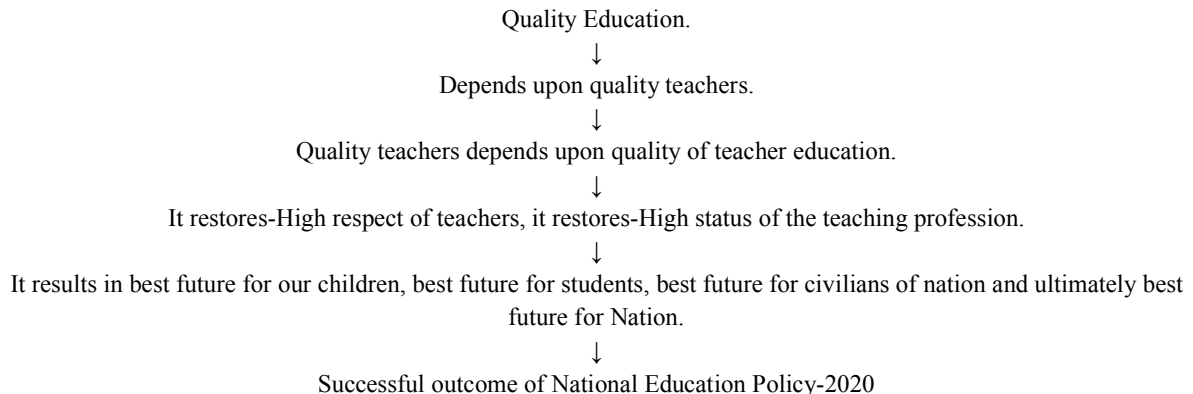 Quality Education.
↓
Depends upon quality teachers.
↓
Quality teachers depends upon quality of teacher education.
↓
It restores-High respect of teachers, it restores-High status of the teaching profession.
↓
It results in best future for our children, best future for students, best future for civilians of nation and ultimately best
future for Nation.
↓
Successful outcome of National Education Policy-2020